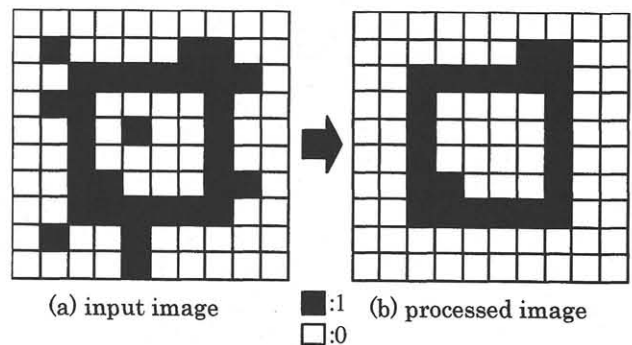 (a) input image
:1
:0
(b) processed image